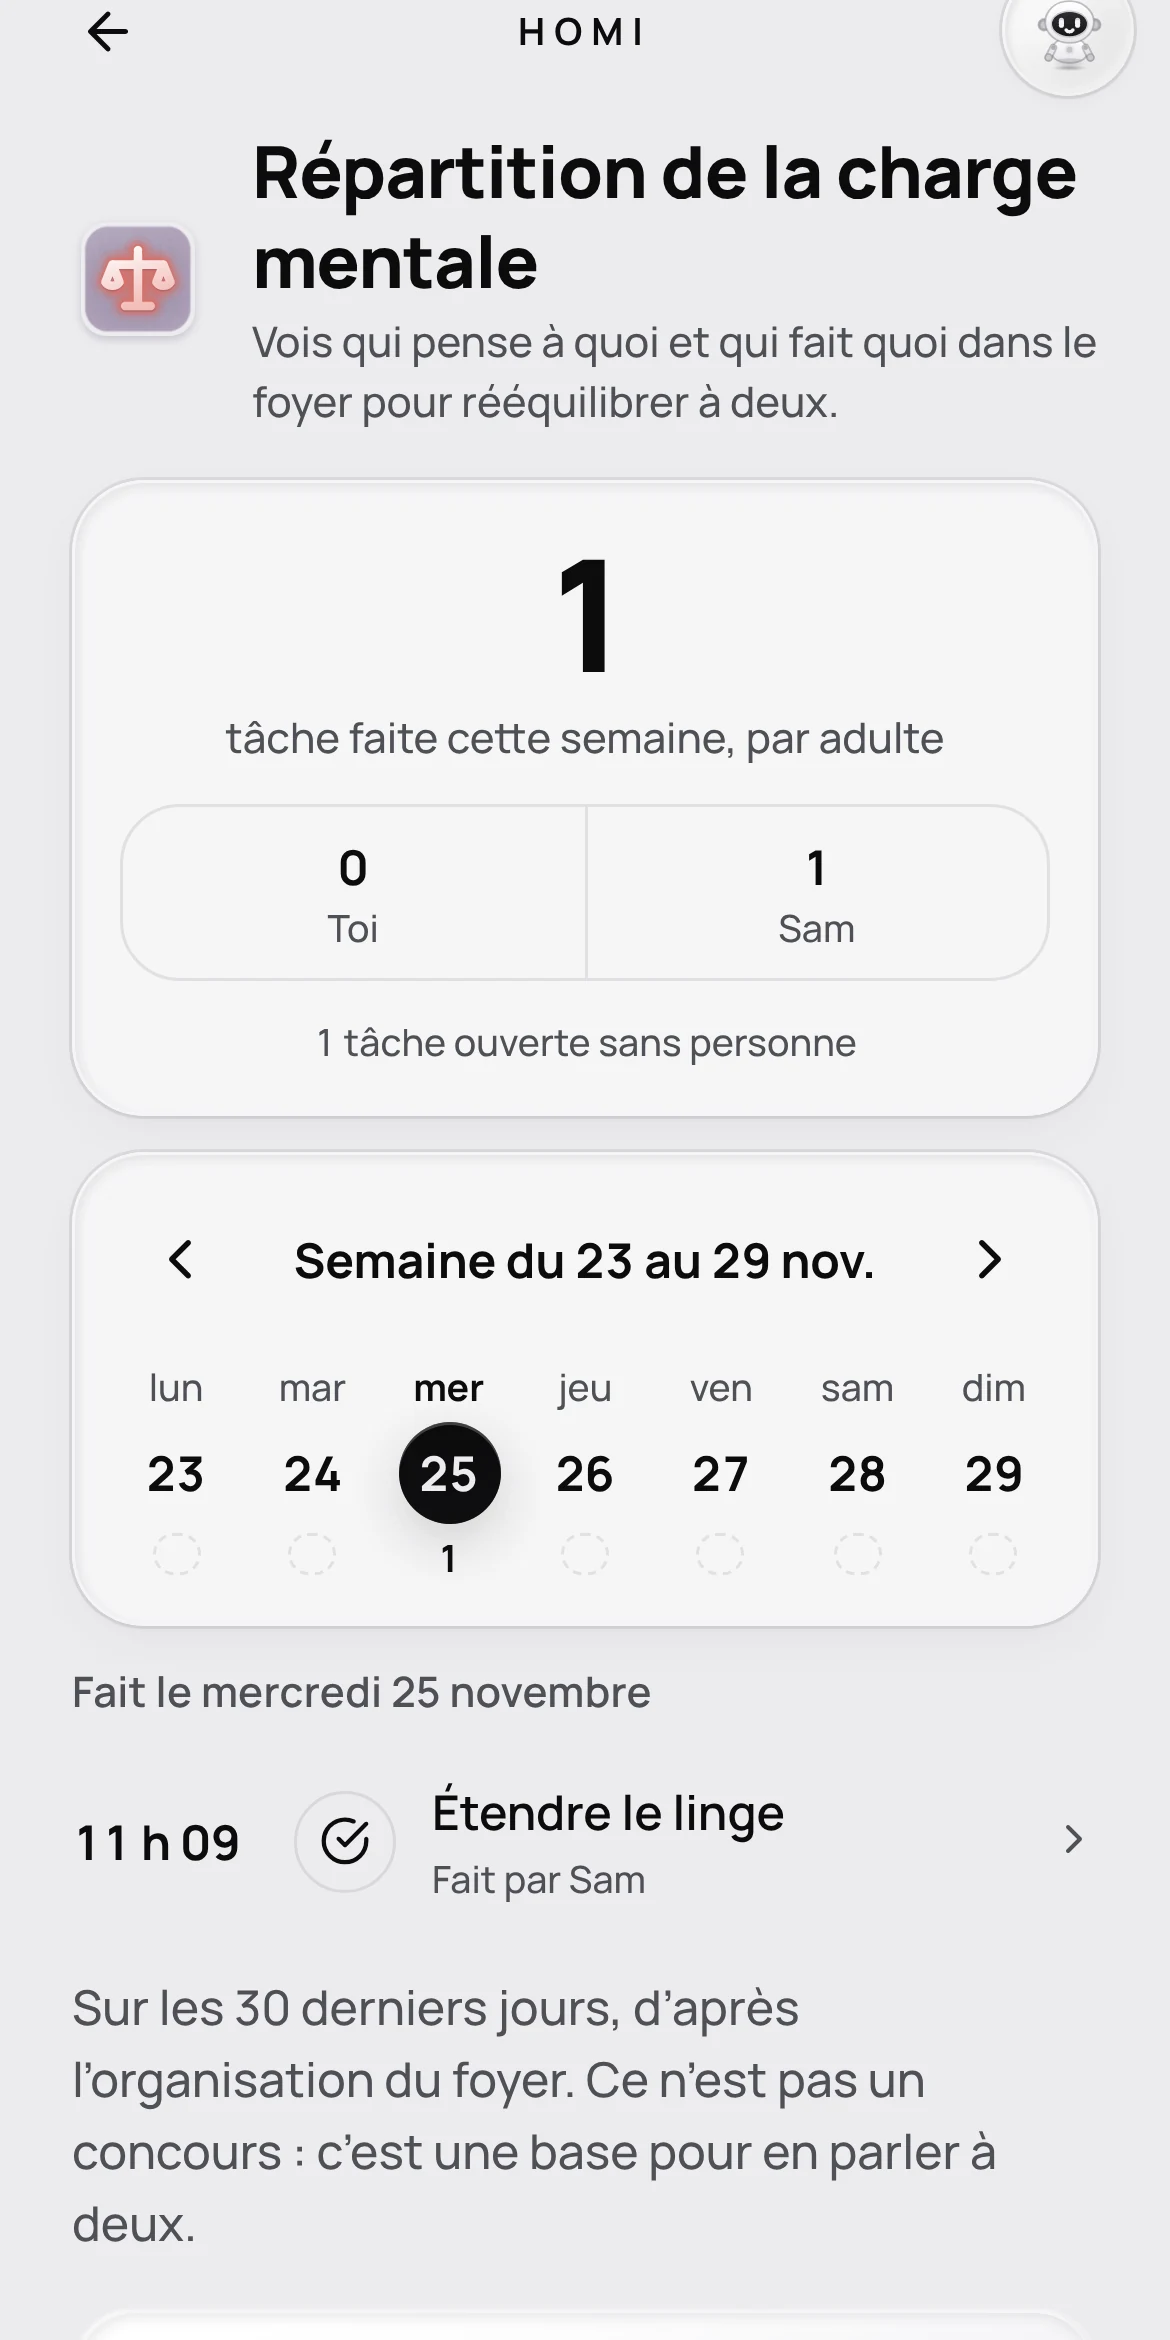 HOMI
Répartition de la charge
mentale
Vois qui pense à quoi et qui fait quoi dans le
foyer pour rééquilibrer à deux.
1
tâche faite cette semaine, par adulte
0 1
Toi Sam
1 tâche ouverte sans personne
Semaine du 23 au 29 nov.
lun mar mer jeu ven sam dim
23 24 25 26 27 28 29
1
Fait le mercredi 25 novembre
11 h 09
Étendre le linge
Fait par Sam
Sur les 30 derniers jours, d’après
l’organisation du foyer. Ce n’est pas un
concours : c’est une base pour en parler à
deux.